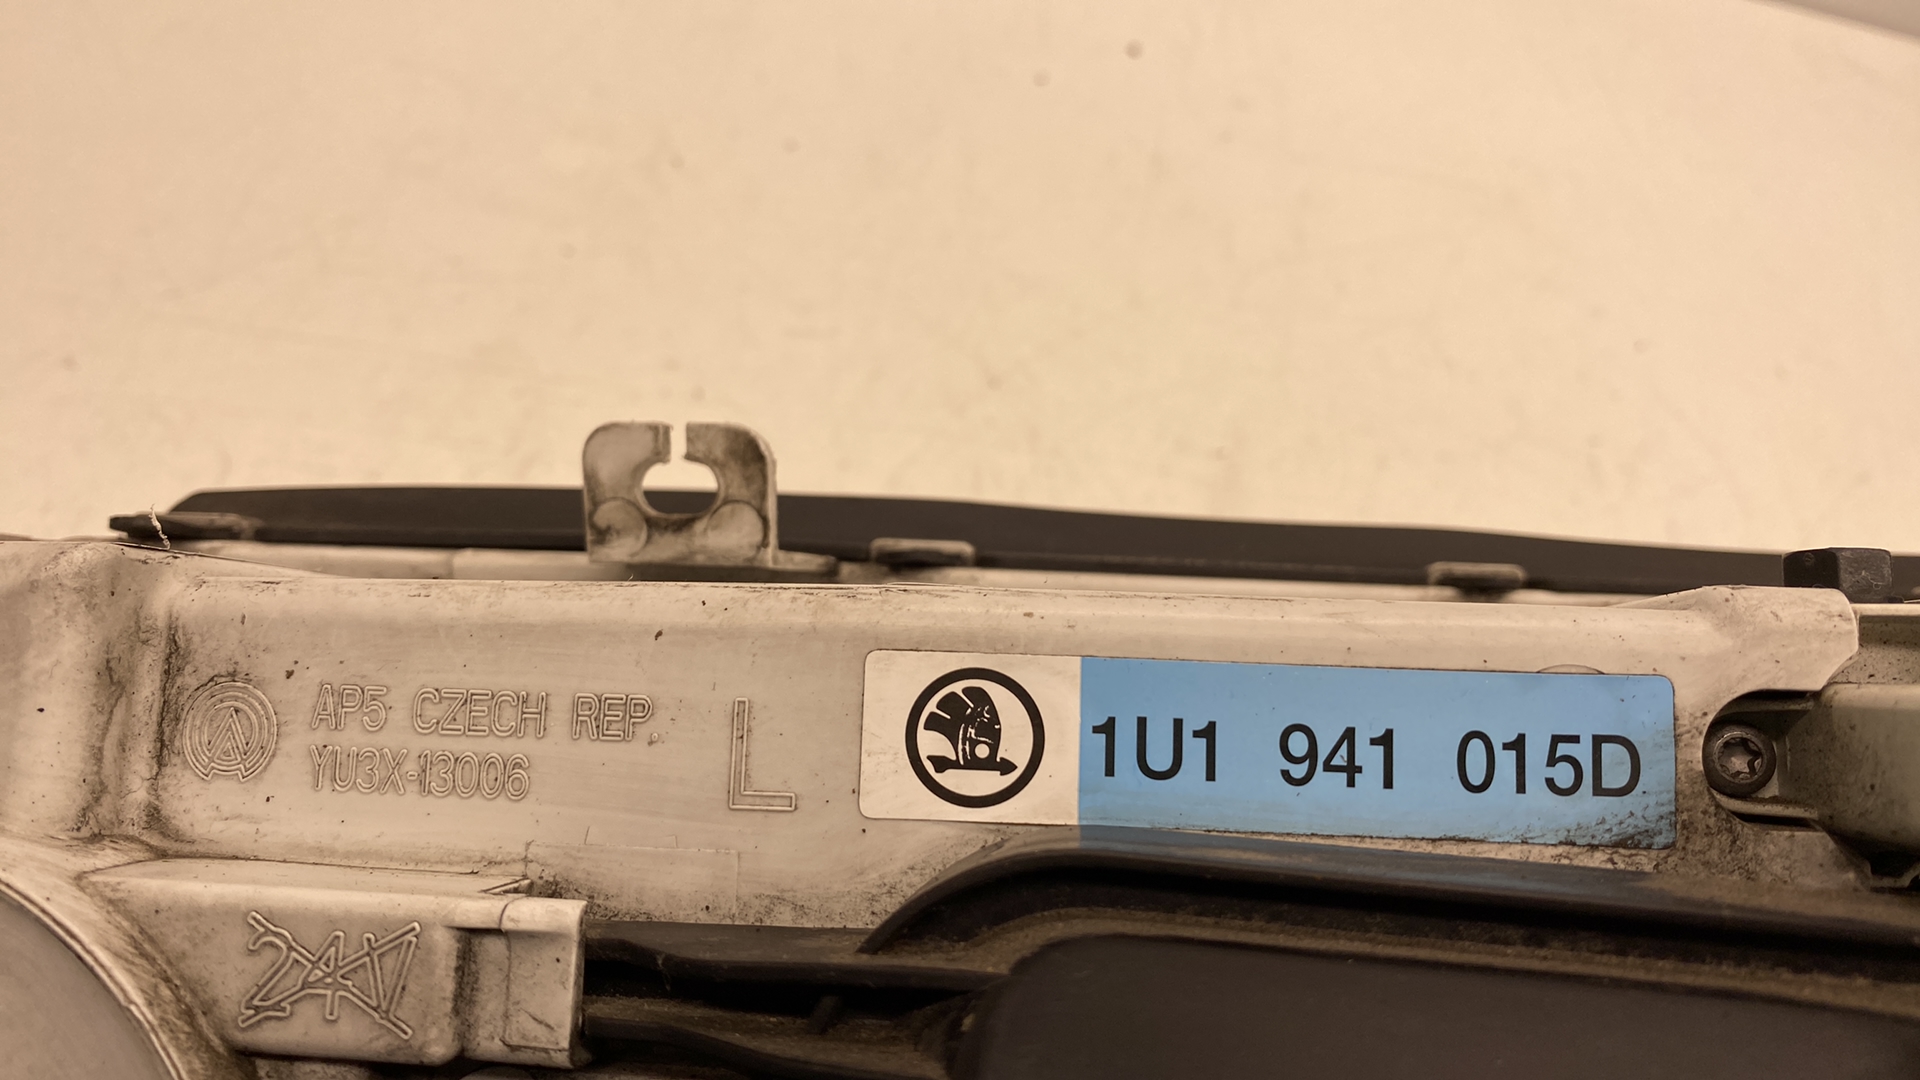 AP5 CZECH REP.
YU3X-13006
L
1U1 941 015D